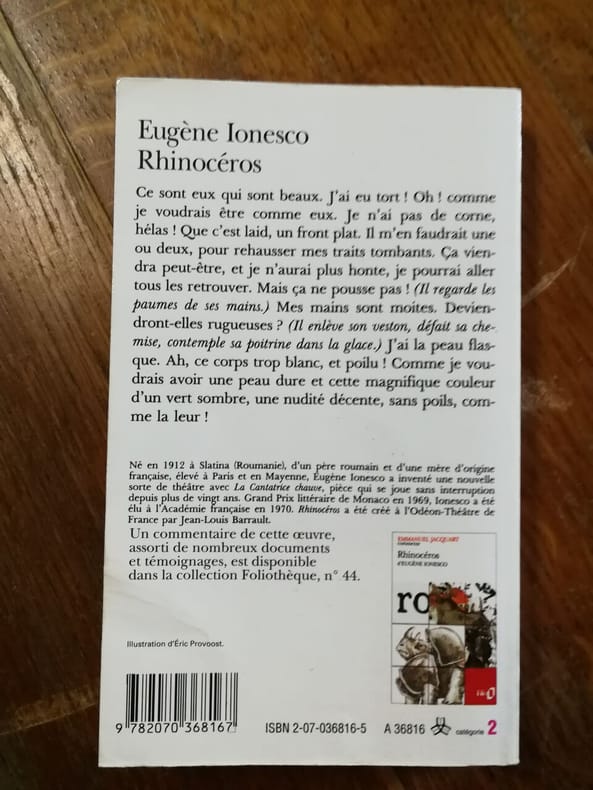 Eugène Ionesco
Rhinocéros
Ce sont eux qui sont beaux. J'ai eu tort ! Oh ! comme
je voudrais être comme eux. Je n'ai pas de corne,
hélas ! Que c'est laid, un front plat. Il m'en faudrait une
ou deux, pour rehausser mes traits tombants. Ça vien-
dra peut-être, et je n'aurai plus honte, je pourrai aller
tous les retrouver. Mais ça ne pousse pas ! (Il regarde les
paumes de ses mains.) Mes mains sont moites. Devien-
dront-elles rugueuses ? (Il enlève son veston, défait sa che-
mise, contemple sa poitrine dans la glace.) J'ai la peau flas-
que. Ah, ce corps trop blanc, et poilu ! Comme je vou-
drais avoir une peau dure et cette magnifique couleur
d'un vert sombre, une nudité décente, sans poils, com-
me la leur !
Né en 1912 à Slatina (Roumanie), d'un père roumain et d'une mère d'origine
française, élevé à Paris et en Mayenne, Eugène Ionesco a inventé une nouvelle
sorte de théâtre avec La Cantatrice chauve, pièce qui se joue sans interruption
depuis plus de vingt ans. Grand Prix littéraire de Monaco en 1969, Ionesco a été
élu à l'Académie française en 1970. Rhinocéros a été créé à l'Odéon-Théâtre de
France par Jean-Louis Barrault.
Un commentaire de cette œuvre,
assorti de nombreux documents
et témoignages, est disponible
dans la collection Foliothèque, n° 44.
EMMANUEL JACQUART
commente
Rhinocéros
d'EUGÈNE IONESCO
ro
Illustration d'Éric Provoost.
9 782070 368167
ISBN 2-07-036816-5
A 36816
catégorie 2